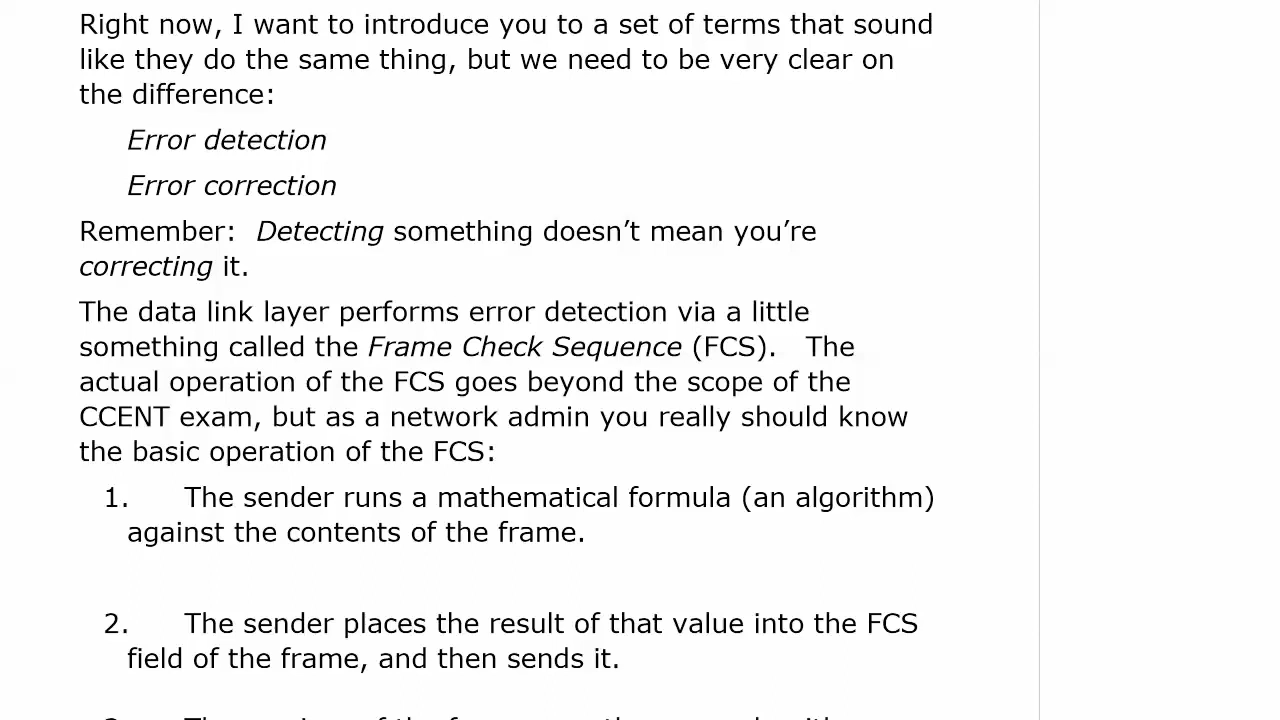 Right now, I want to introduce you to a set of terms that sound
like they do the same thing, but we need to be very clear on
the difference:
Error detection
Error correction
Remember:  Detecting something doesn’t mean you’re
correcting it.
The data link layer performs error detection via a little
something called the Frame Check Sequence (FCS).   The
actual operation of the FCS goes beyond the scope of the
CCENT exam, but as a network admin you really should know
the basic operation of the FCS:
1. The sender runs a mathematical formula (an algorithm)
against the contents of the frame.
2. The sender places the result of that value into the FCS
field of the frame, and then sends it.